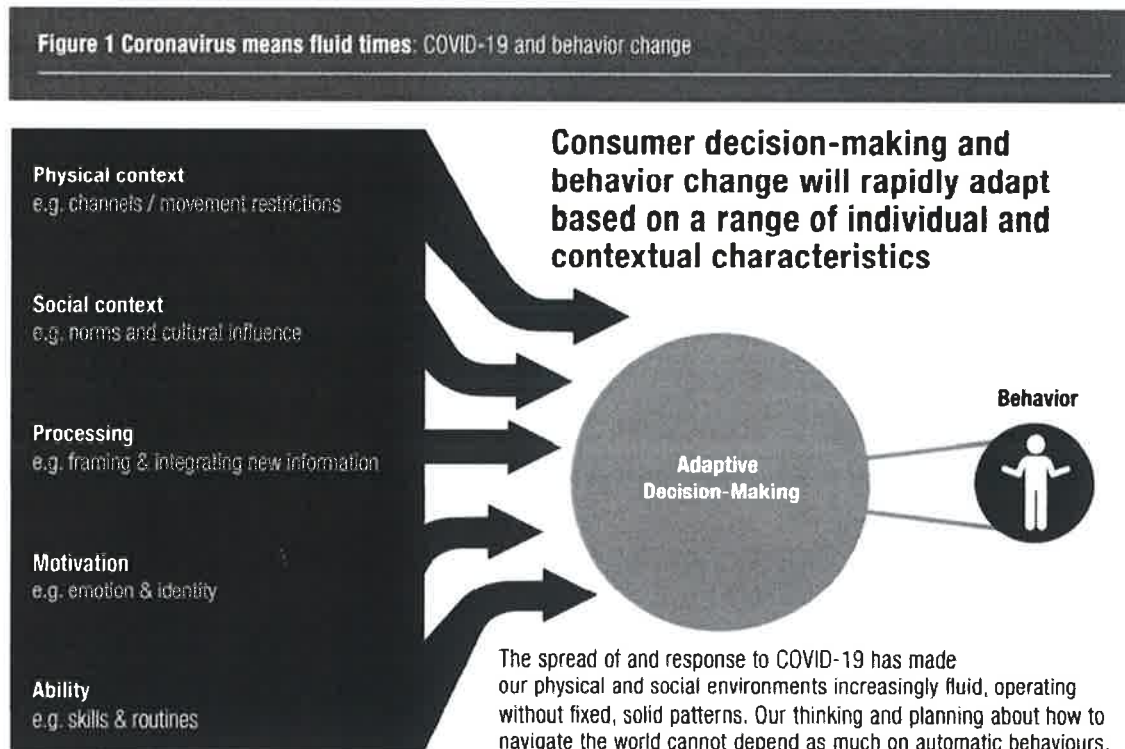 Figure 1 Coronavirus means fluid times: COVID-19 and behavior change
Physical context
e.g. channels / movement restrictions
Social context
e.g. norms and cultural influence
Processing
e.g. framing & integrating new information
Motivation
e.g. emotion & identity
Ability
e.g. skills & routines
Consumer decision-making and
behavior change will rapidly adapt
based on a range of individual and
contextual characteristics
Adaptive
Decision-Making
Behavior
The spread of and response to COVID-19 has made
our physical and social environments increasingly fluid, operating
without fixed, solid patterns. Our thinking and planning about how to
navigate the world cannot depend as much on automatic behaviours.